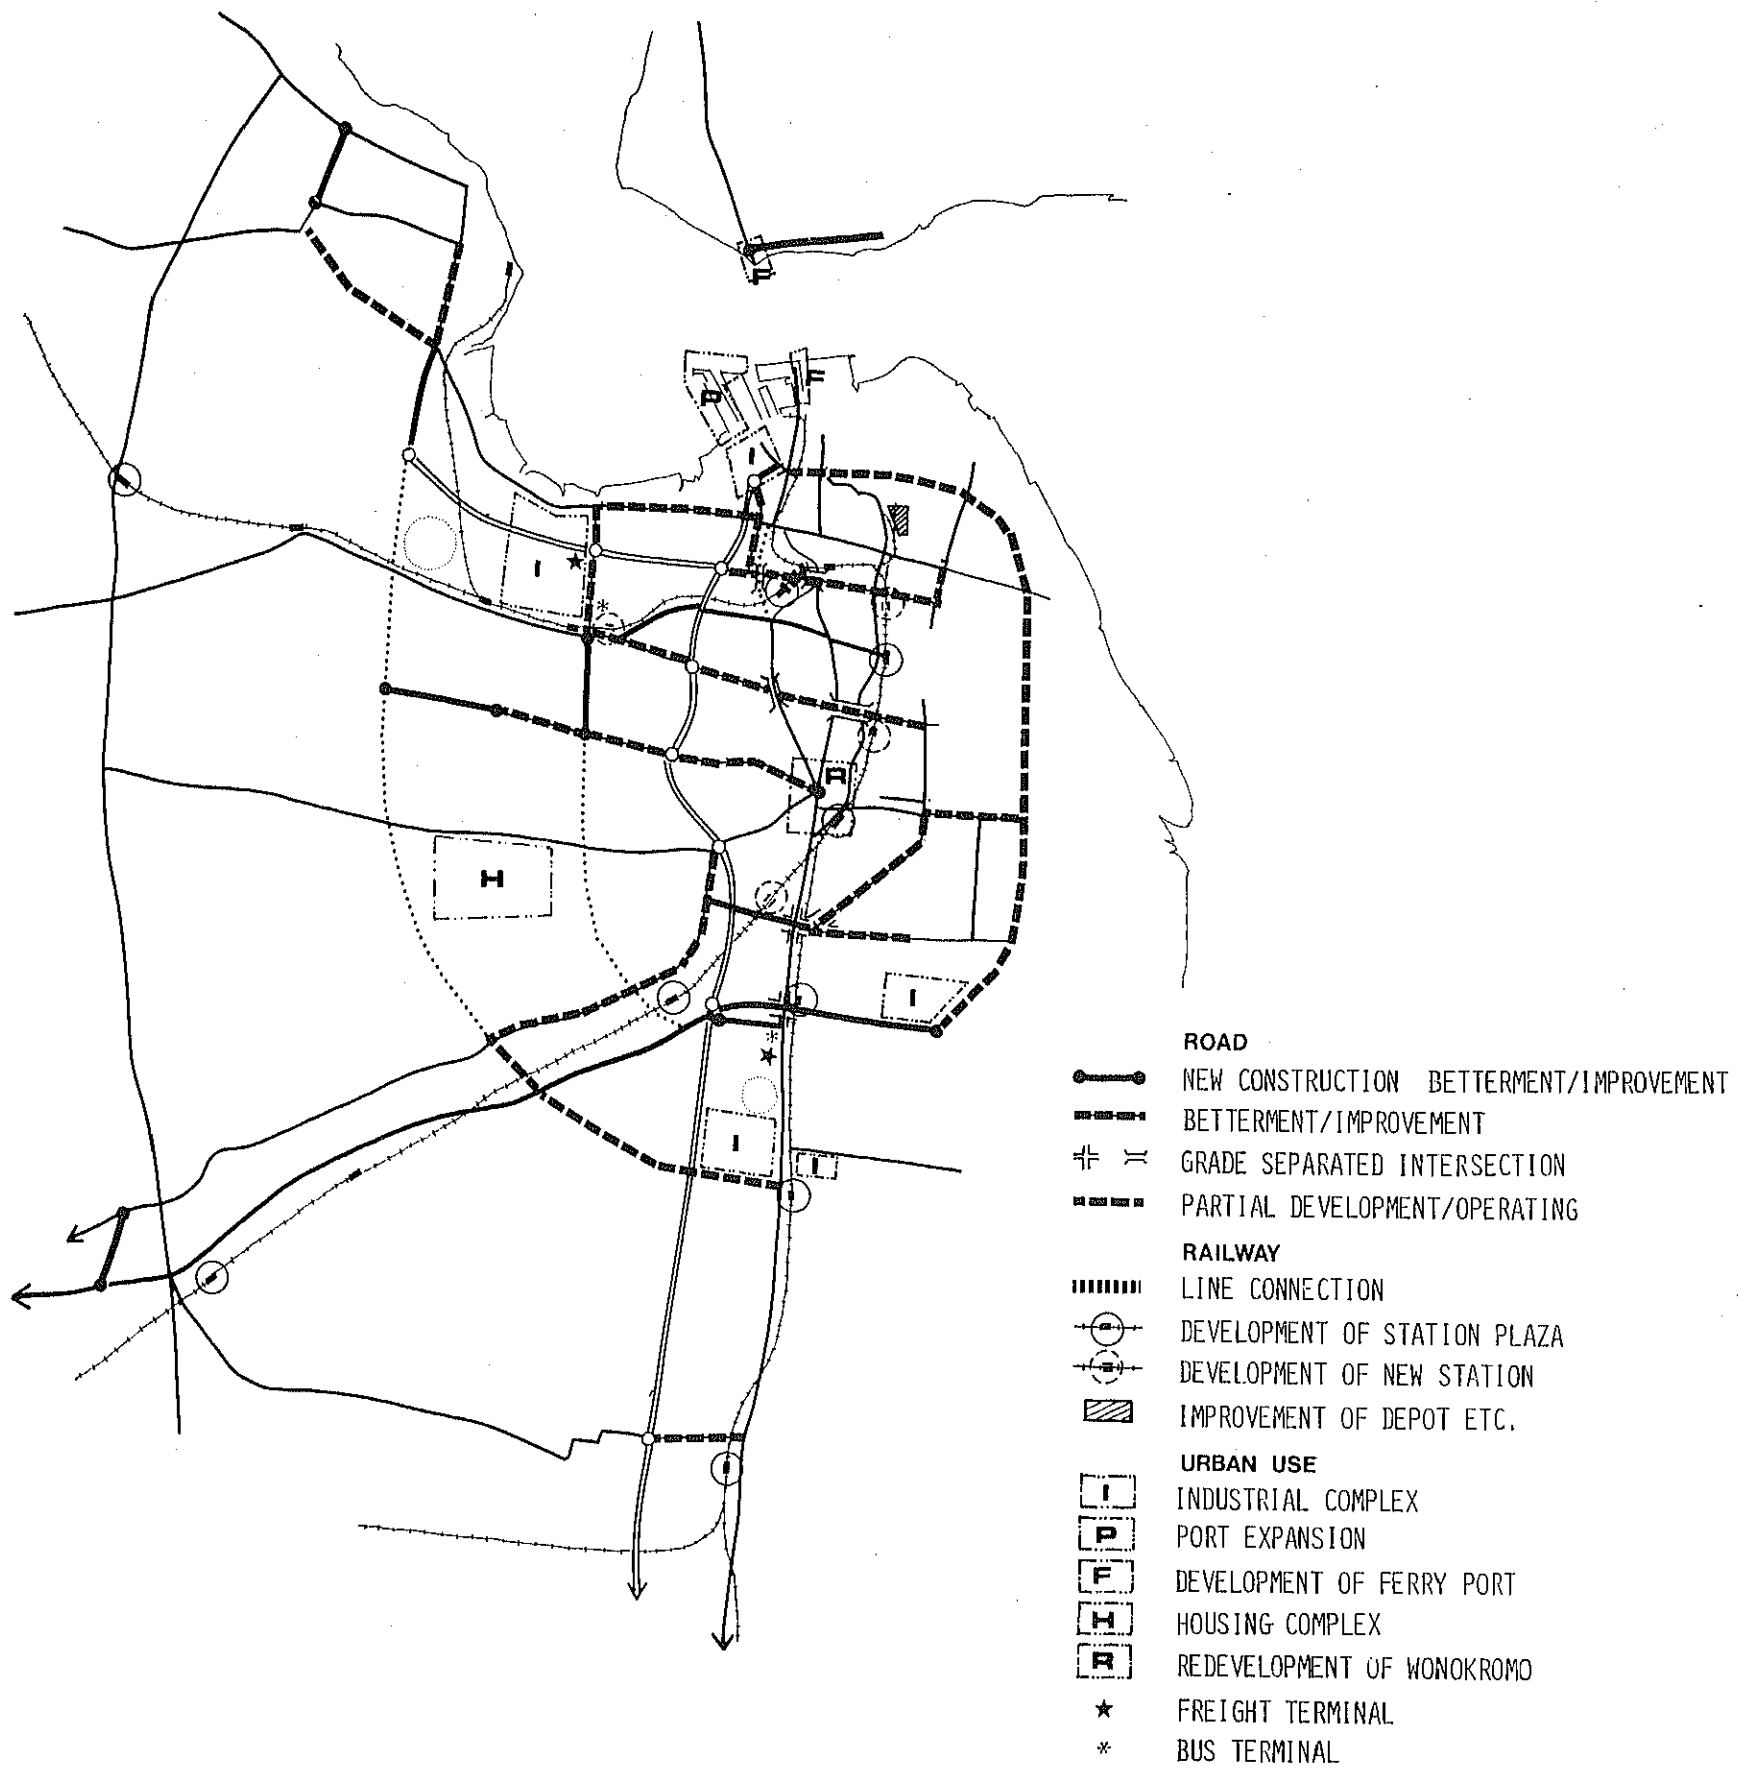 F
F
P
I
I
R
H
I
I
I
ROAD
NEW CONSTRUCTION BETTERMENT/IMPROVEMENT
BETTERMENT/IMPROVEMENT
GRADE SEPARATED INTERSECTION
PARTIAL DEVELOPMENT/OPERATING
RAILWAY
LINE CONNECTION
DEVELOPMENT OF STATION PLAZA
DEVELOPMENT OF NEW STATION
IMPROVEMENT OF DEPOT ETC.
URBAN USE
I INDUSTRIAL COMPLEX
P PORT EXPANSION
F DEVELOPMENT OF FERRY PORT
H HOUSING COMPLEX
R REDEVELOPMENT OF WONOKROMO
FREIGHT TERMINAL
BUS TERMINAL